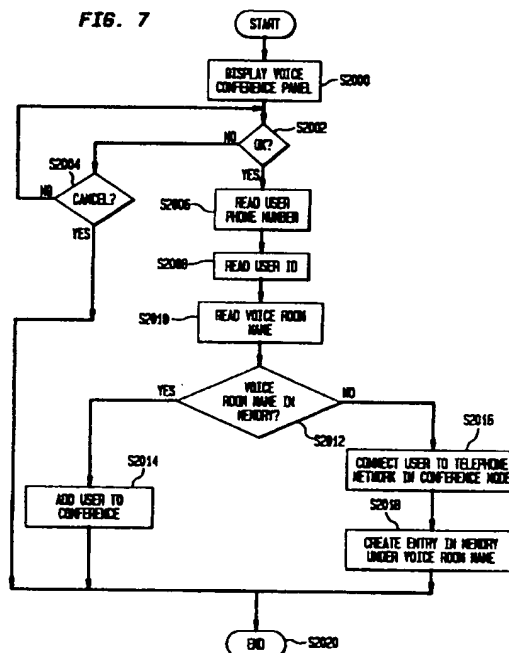 FIG. 7
START
DISPLAY VOICE
CONFERENCE PANEL
S2000
S2002
OK?
NO
YES
S2004
CANCEL?
NO
YES
S2006
READ USER
PHONE NUMBER
S2008
READ USER ID
S2010
READ VOICE ROOM
NAME
VOICE
ROOM NAME IN
MEMORY?
YES
NO
S2012
S2014
ADD USER TO
CONFERENCE
S2016
CONNECT USER TO TELEPHONE
NETWORK IN CONFERENCE MODE
S2018
CREATE ENTRY IN MEMORY
UNDER VOICE ROOM NAME
END
S2020